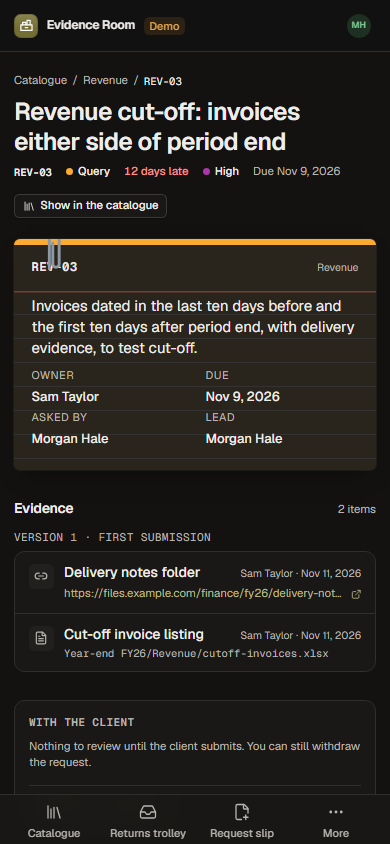 Evidence Room Demo MH
Catalogue / Revenue / REV-03
Revenue cut-off: invoices
either side of period end
REV-03 Query 12 days late High Due Nov 9, 2026
Show in the catalogue
REV-03 Revenue
Invoices dated in the last ten days before and
the first ten days after period end, with delivery
evidence, to test cut-off.
OWNER DUE
Sam Taylor Nov 9, 2026
ASKED BY LEAD
Morgan Hale Morgan Hale
Evidence 2 items
VERSION 1 · FIRST SUBMISSION
Delivery notes folder Sam Taylor · Nov 11, 2026
https://files.example.com/finance/fy26/delivery-not…
Cut-off invoice listing Sam Taylor · Nov 11, 2026
Year-end FY26/Revenue/cutoff-invoices.xlsx
WITH THE CLIENT
Nothing to review until the client submits. You can still withdraw
the request.
Catalogue Returns trolley Request slip More